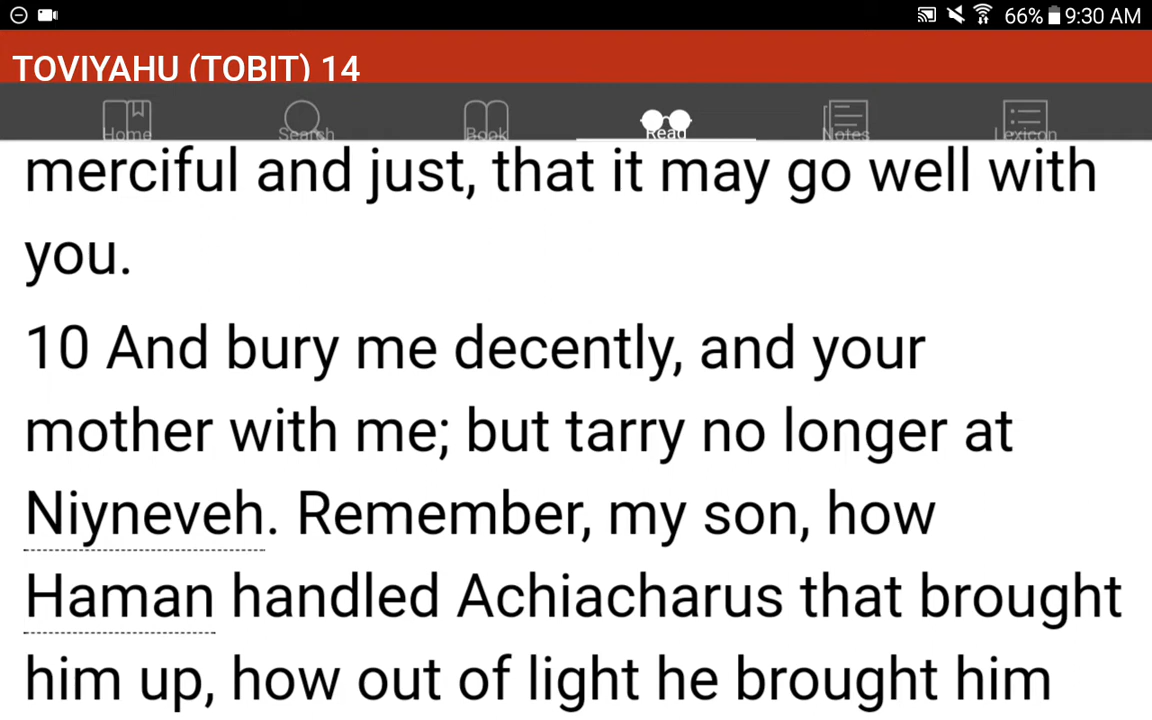 66% 9:30 AM
TOVIYAHU (TOBIT) 14
Home Search Book Read Notes Lexicon
merciful and just, that it may go well with
you.
10 And bury me decently, and your
mother with me; but tarry no longer at
Niyneveh. Remember, my son, how
Haman handled Achiacharus that brought
him up, how out of light he brought him